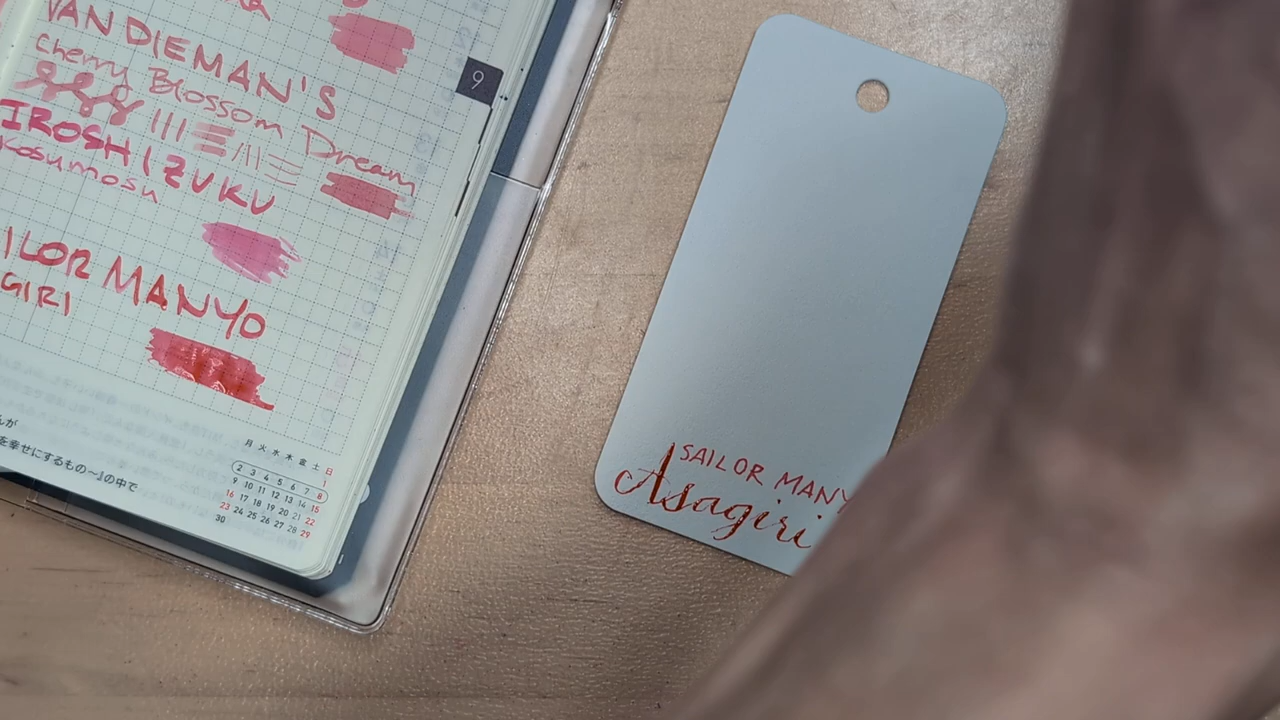 VAN DIEMAN'S
Cherry Blossom Dream
IROSHIZUKU
kosumosu
ILOR MANYO
GIRI
9
を幸せにするもの〜』の中で
月 火 水 木 金 土 日
1
2 3 4 5 6 7 8
9 10 11 12 13 14 15
16 17 18 19 20 21 22
23 24 25 26 27 28 29
30
SAILOR MANY
Asagiri